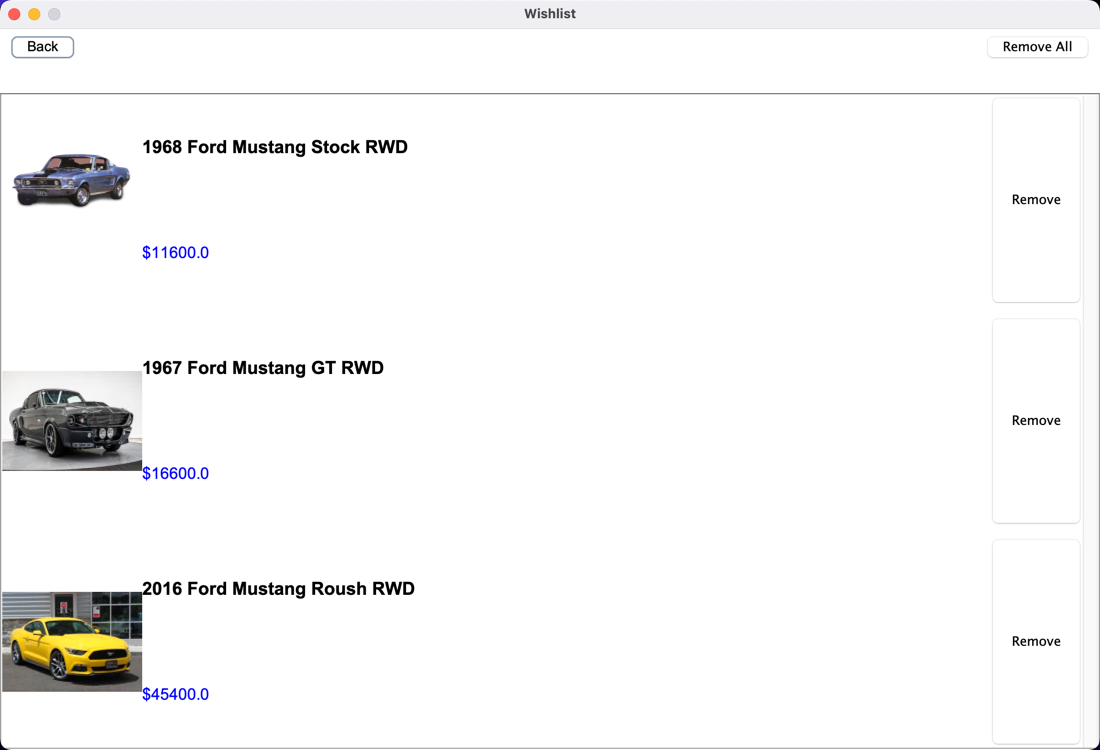 Wishlist
Back
Remove All
1968 Ford Mustang Stock RWD
$11600.0
Remove
1967 Ford Mustang GT RWD
$16600.0
Remove
2016 Ford Mustang Roush RWD
$45400.0
Remove